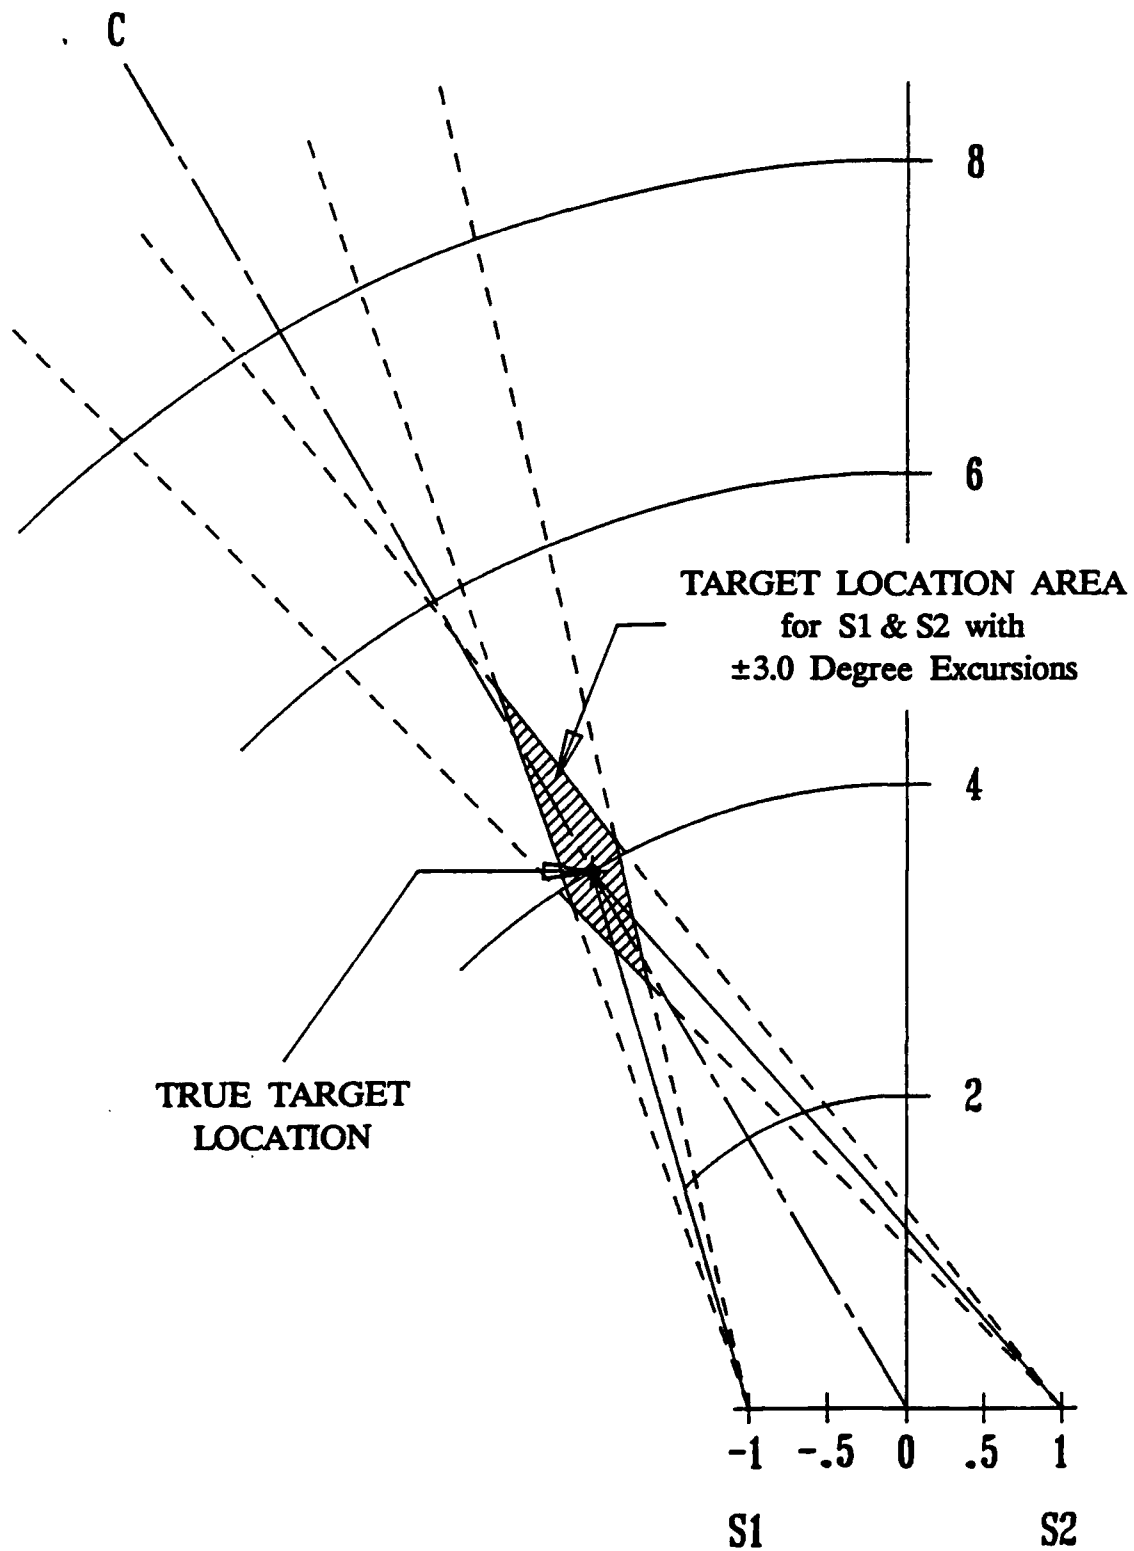 C
8
6
TARGET LOCATION AREA
for S1 & S2 with
±3.0 Degree Excursions
4
TRUE TARGET
LOCATION
2
-1 -.5 0 .5 1
S1 S2